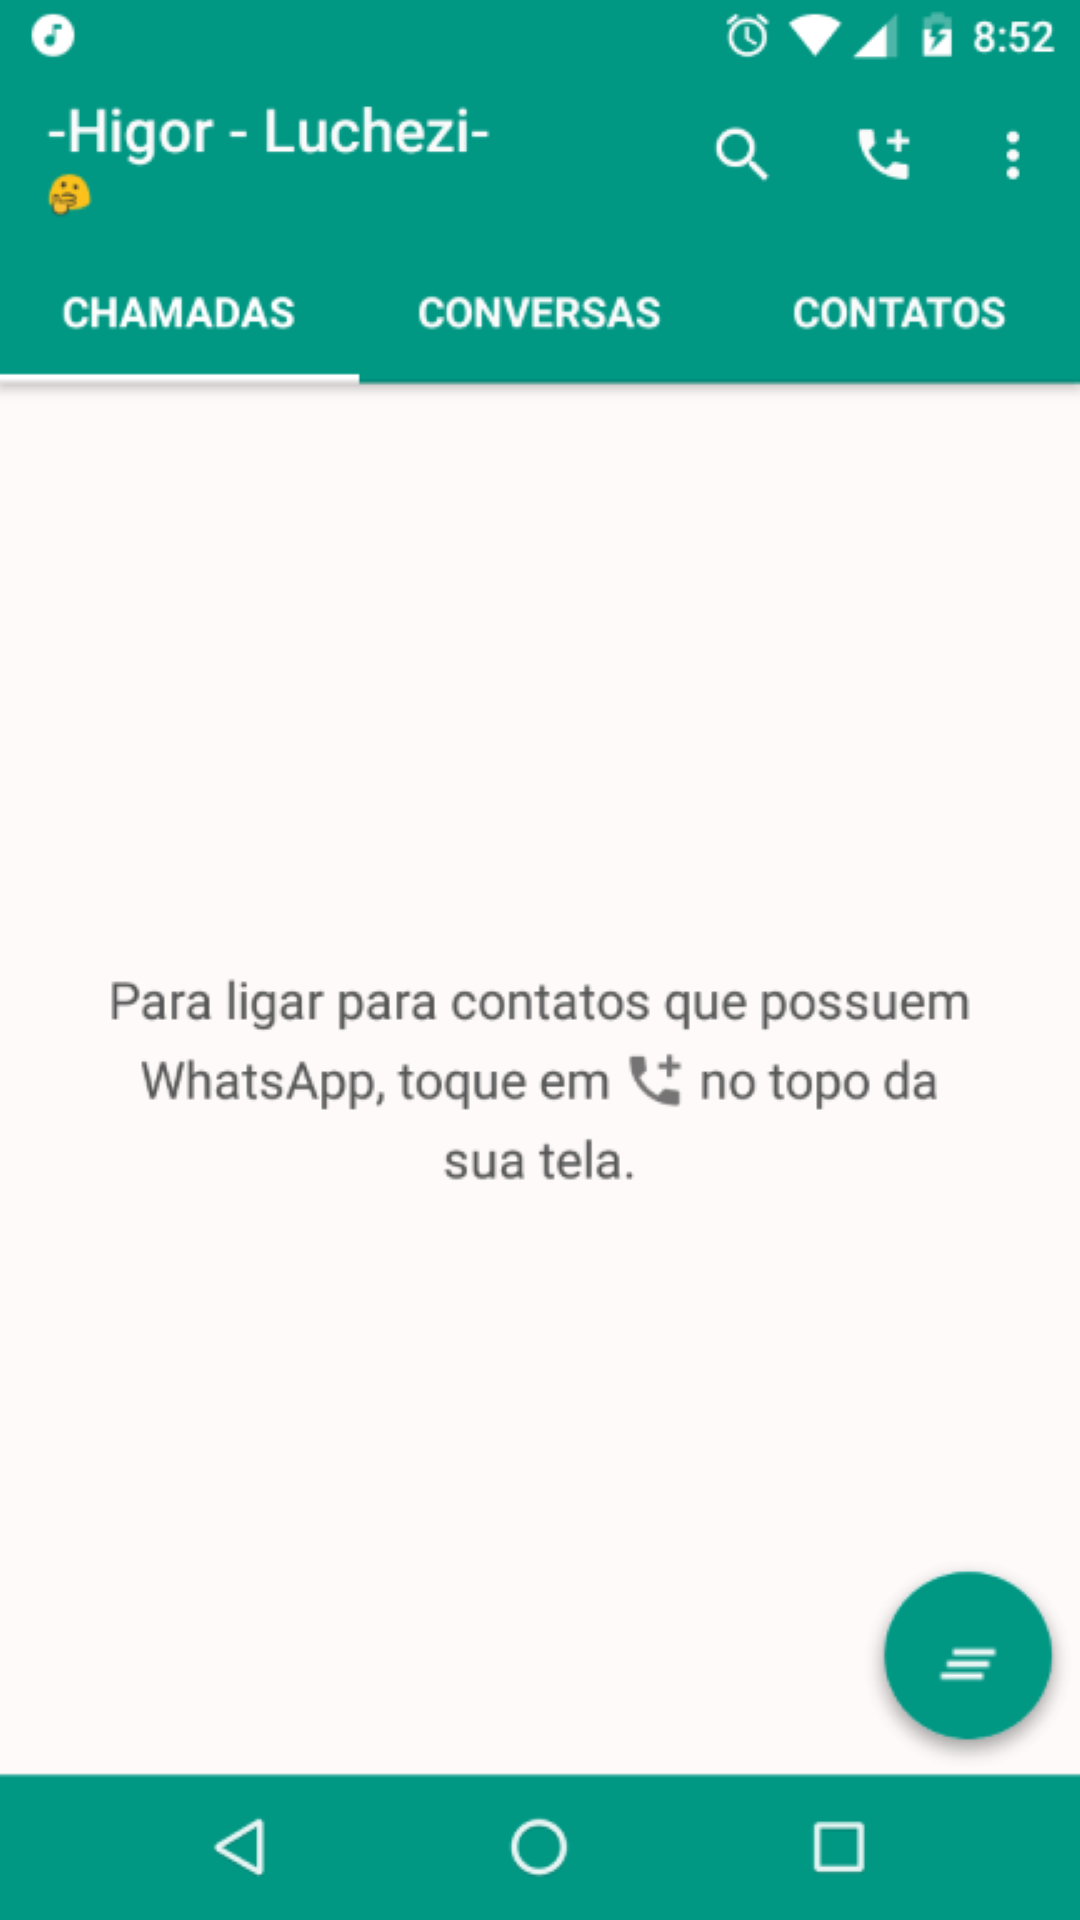 8:52
-Higor - Luchezi-
🤔
CHAMADAS CONVERSAS CONTATOS
Para ligar para contatos que possuem
WhatsApp, toque em no topo da
sua tela.